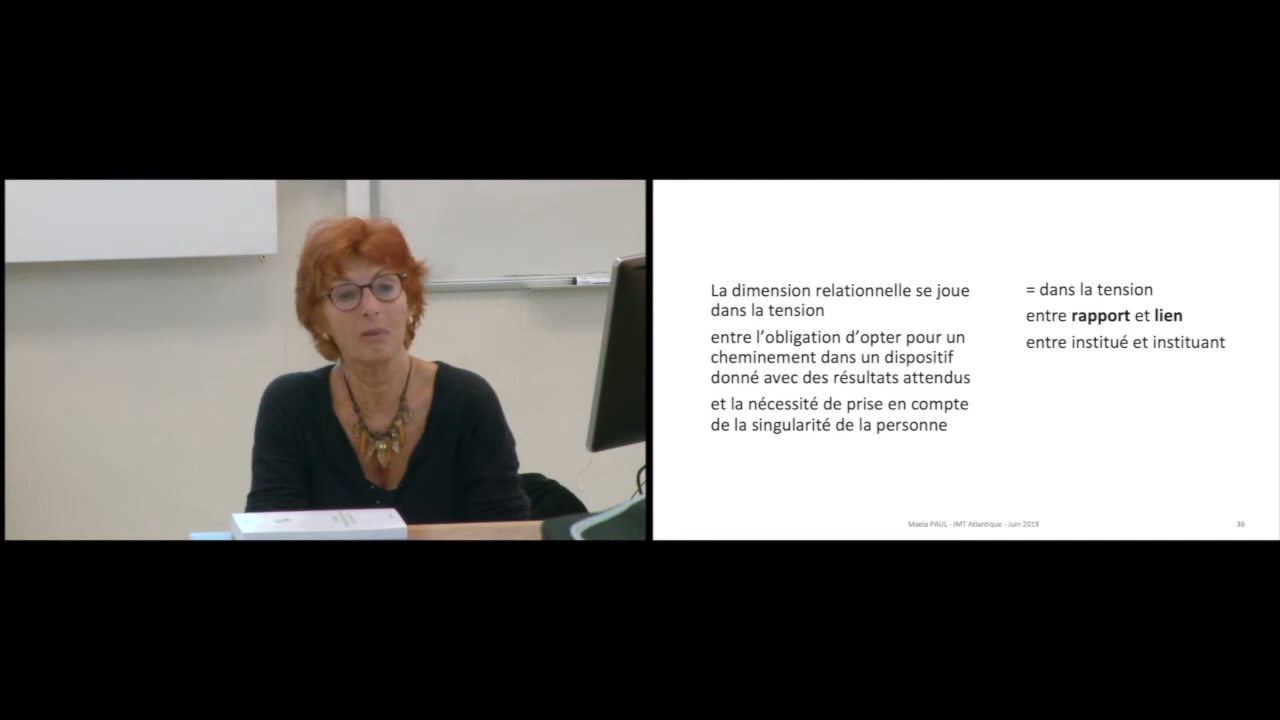 La dimension relationnelle se joue
dans la tension
entre l’obligation d’opter pour un
cheminement dans un dispositif
donné avec des résultats attendus
et la nécessité de prise en compte
de la singularité de la personne
= dans la tension
entre rapport et lien
entre institué et instituant
Maela PAUL - IMT Atlantique - Juin 2019
36